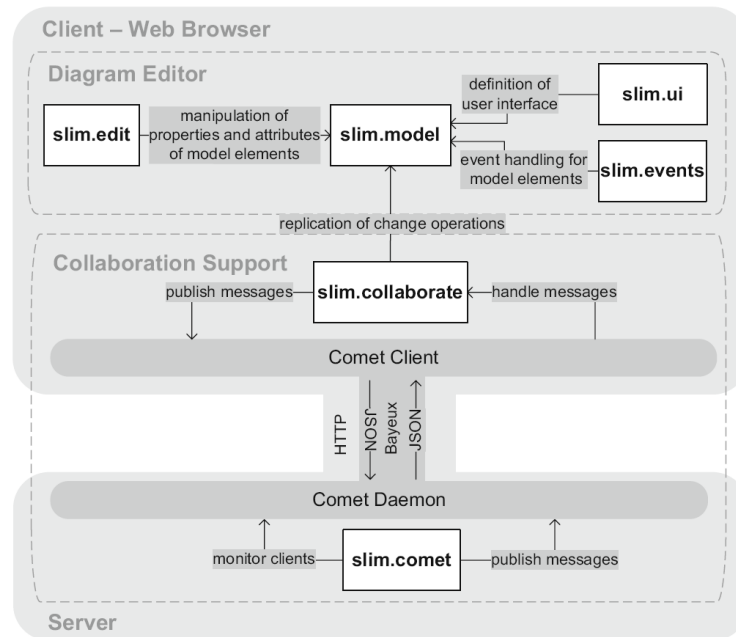 Client – Web Browser
Diagram Editor
slim.edit
manipulation of
properties and attributes
of model elements
slim.model
definition of
user interface
slim.ui
event handling for
model elements
slim.events
replication of change operations
Collaboration Support
publish messages
slim.collaborate
handle messages
Comet Client
HTTP
JSON
Bayeux
JSON
Comet Daemon
monitor clients
slim.comet
publish messages
Server